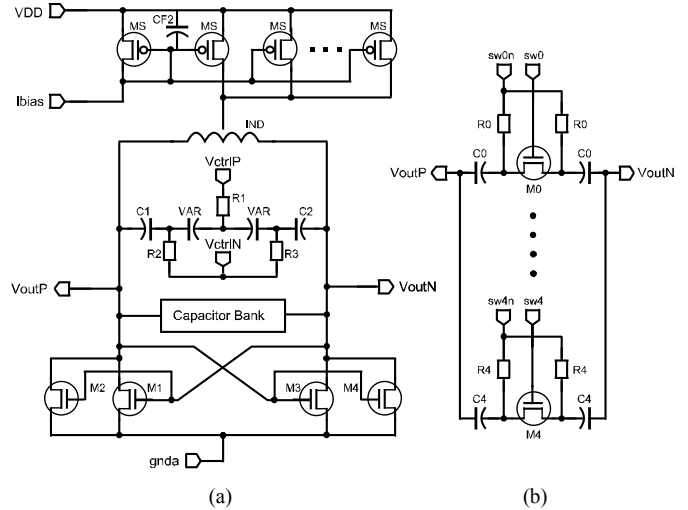 VDD
CF2
MS
MS
MS
MS
Ibias
IND
VctrlP
R1
C1
VAR
VAR
C2
VctrlN
R2
R3
VoutP
VoutN
Capacitor Bank
M2
M1
M3
M4
gnda
(a)
sw0n
sw0
R0
R0
C0
C0
VoutP
VoutN
M0
sw4n
sw4
R4
R4
C4
C4
M4
(b)